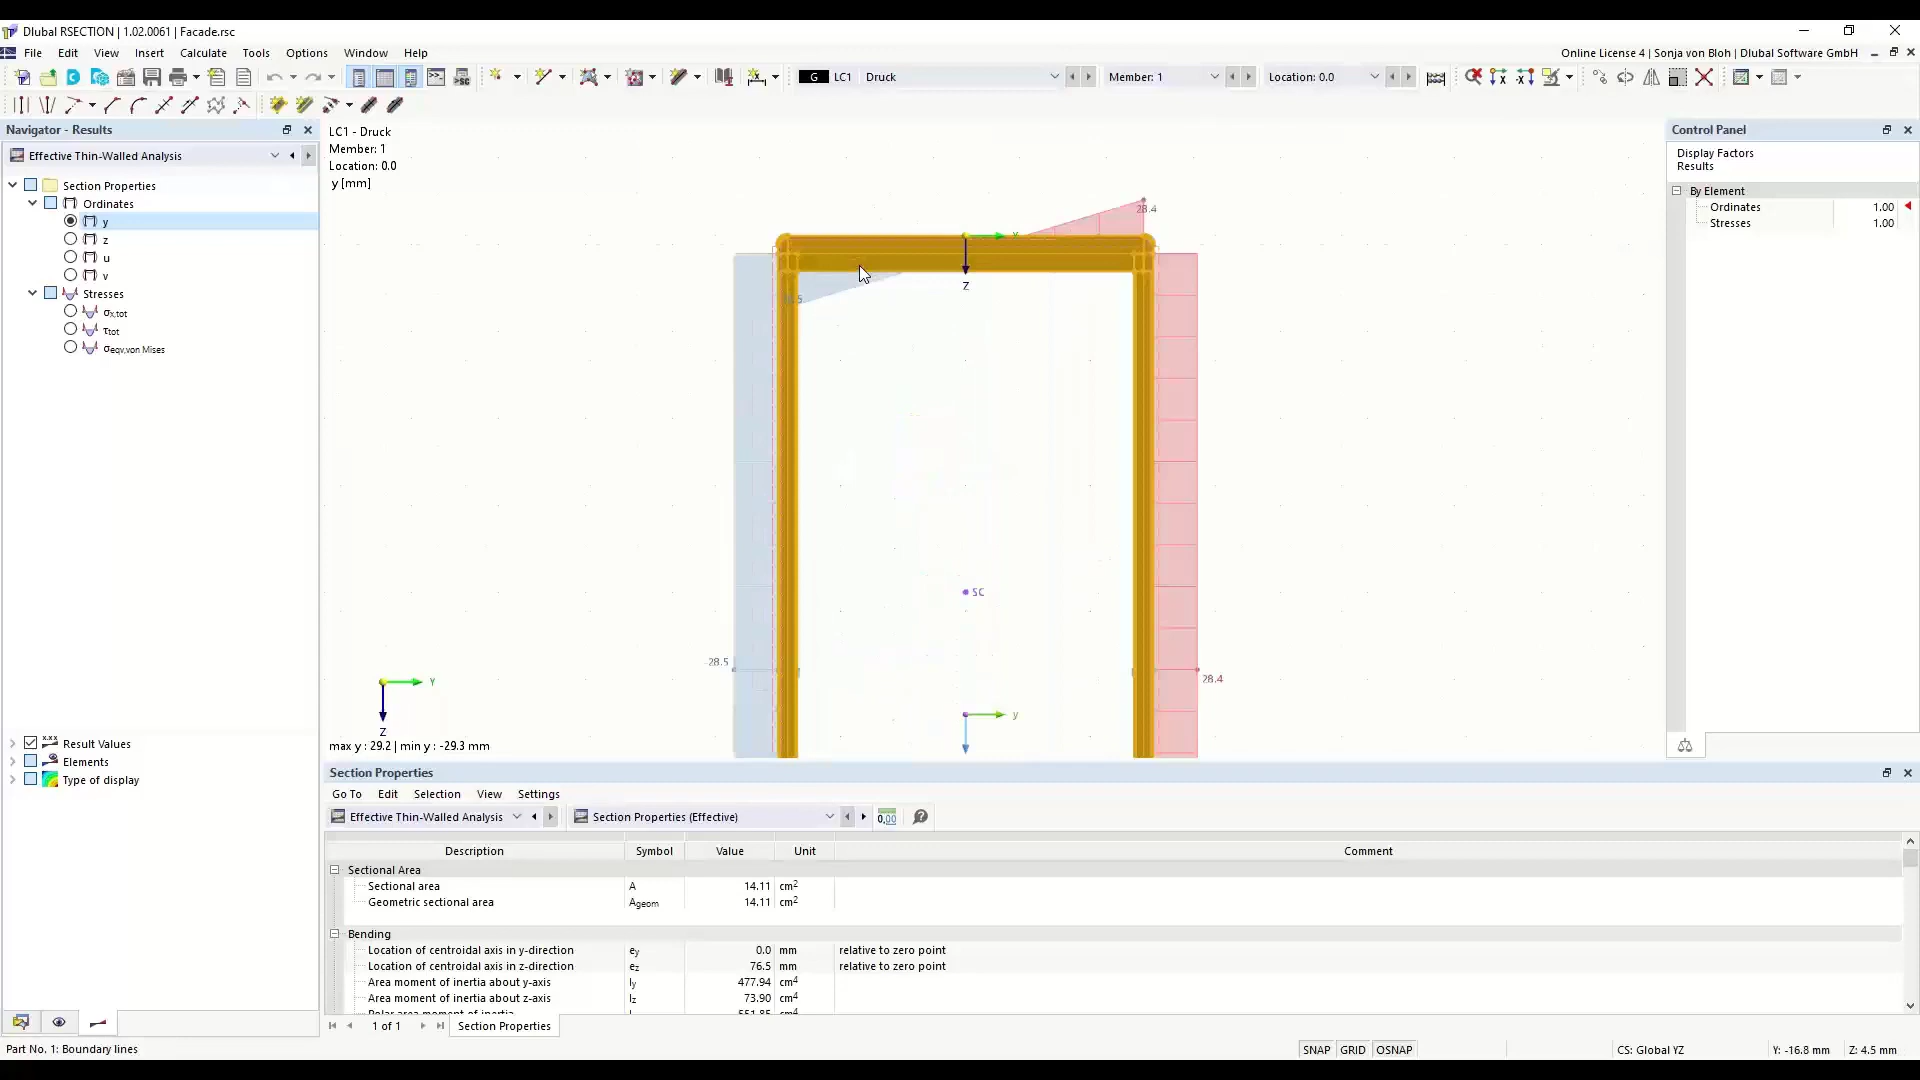 Dlubal RSECTION | 1.02.0061 | Facade.rsc
File Edit View Insert Calculate Tools Options Window Help
Online License 4 | Sonja von Bloh | Dlubal Software GmbH
G LC1 Druck Member: 1 Location: 0.0
Navigator - Results
Effective Thin-Walled Analysis
Section Properties
Ordinates
y
z
u
v
Stresses
σx,tot
τtot
σeqv,von Mises
Result Values
Elements
Type of display
LC1 - Druck
Member: 1
Location: 0.0
y [mm]
28.4
Y
Z
SC
-28.5
28.4
Y
Z
y
max y : 29.2 | min y : -29.3 mm
Control Panel
Display Factors
Results
By Element
Ordinates 1.00
Stresses 1.00
Section Properties
Go To Edit Selection View Settings
Effective Thin-Walled Analysis Section Properties (Effective) 0,00
Description Symbol Value Unit Comment
Sectional Area
Sectional area A 14.11 cm2
Geometric sectional area Ageom 14.11 cm2
Bending
Location of centroidal axis in y-direction ey 0.0 mm relative to zero point
Location of centroidal axis in z-direction ez 76.5 mm relative to zero point
Area moment of inertia about y-axis Iy 477.94 cm4
Area moment of inertia about z-axis Iz 73.90 cm4
Polar area moment of inertia 551.85 cm4
1 of 1 Section Properties
Part No. 1: Boundary lines
SNAP GRID OSNAP CS: Global YZ Y: -16.8 mm Z: 4.5 mm